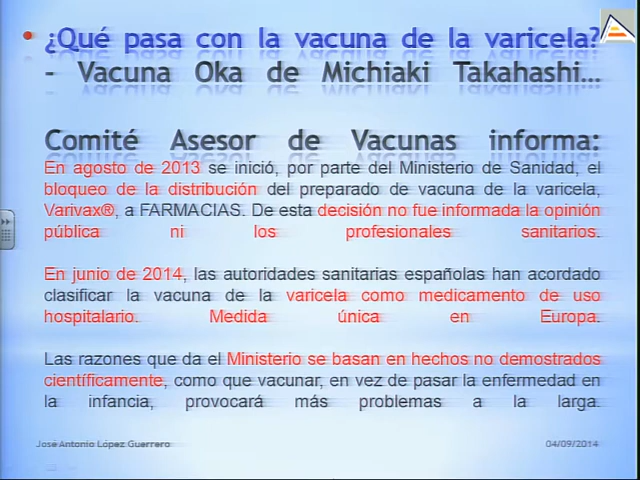 • ¿Qué pasa con la vacuna de la varicela?
- Vacuna Oka de Michiaki Takahashi…
Comité Asesor de Vacunas informa:
En agosto de 2013 se inició, por parte del Ministerio de Sanidad, el
bloqueo de la distribución del preparado de vacuna de la varicela,
Varivax®, a FARMACIAS. De esta decisión no fue informada la opinión
pública ni los profesionales sanitarios.
En junio de 2014, las autoridades sanitarias españolas han acordado
clasificar la vacuna de la varicela como medicamento de uso
hospitalario. Medida única en Europa.
Las razones que da el Ministerio se basan en hechos no demostrados
científicamente, como que vacunar, en vez de pasar la enfermedad en
la infancia, provocará más problemas a la larga.
José Antonio López Guerrero 04/09/2014